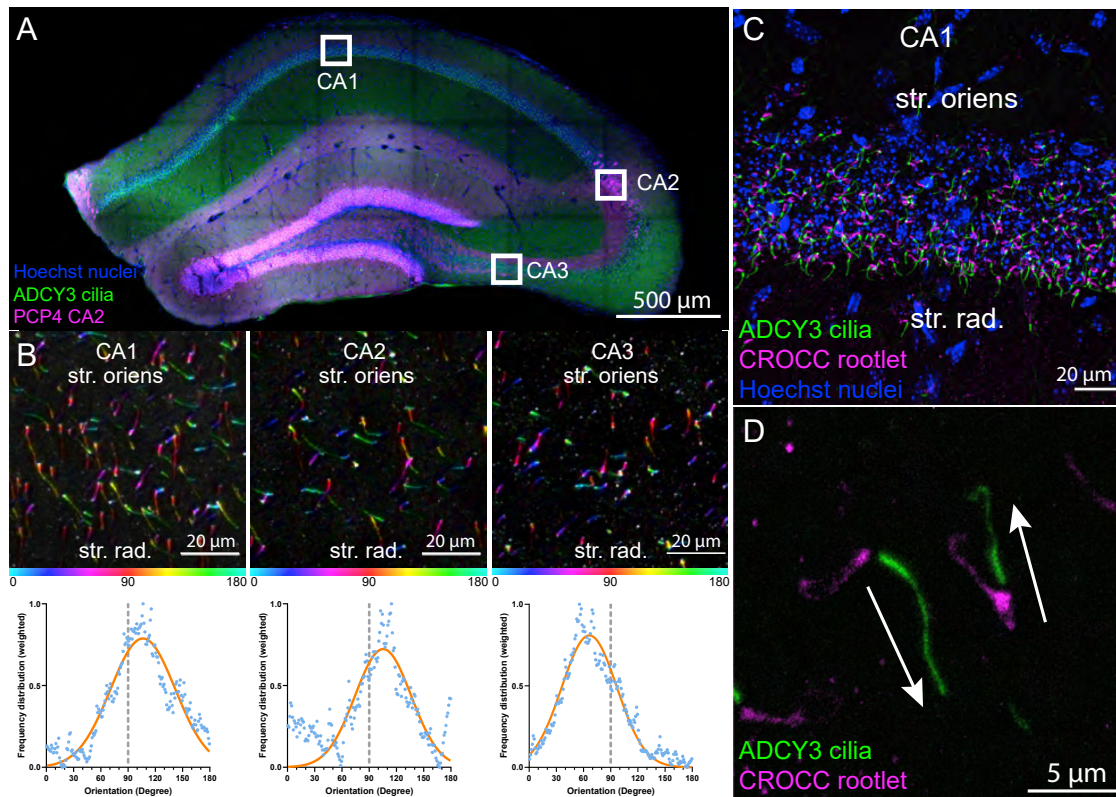 A
CA1
CA2
CA3
Hoechst nuclei
ADCY3 cilia
PCP4 CA2
500 µm
B
CA1
str. oriens
str. rad.
20 µm
CA2
str. oriens
str. rad.
20 µm
CA3
str. oriens
str. rad.
20 µm
0 90 180
0 90 180
0 90 180
Frequency distribution (weighted)
1.0
0.5
0.0
0 30 60 90 120 150 180
Orientation (Degree)
Frequency distribution (weighted)
1.0
0.5
0.0
0 30 60 90 120 150 180
Orientation (Degree)
Frequency distribution (weighted)
1.0
0.5
0.0
0 30 60 90 120 150 180
Orientation (Degree)
C
CA1
str. oriens
str. rad.
ADCY3 cilia
CROCC rootlet
Hoechst nuclei
20 µm
D
ADCY3 cilia
CROCC rootlet
5 µm